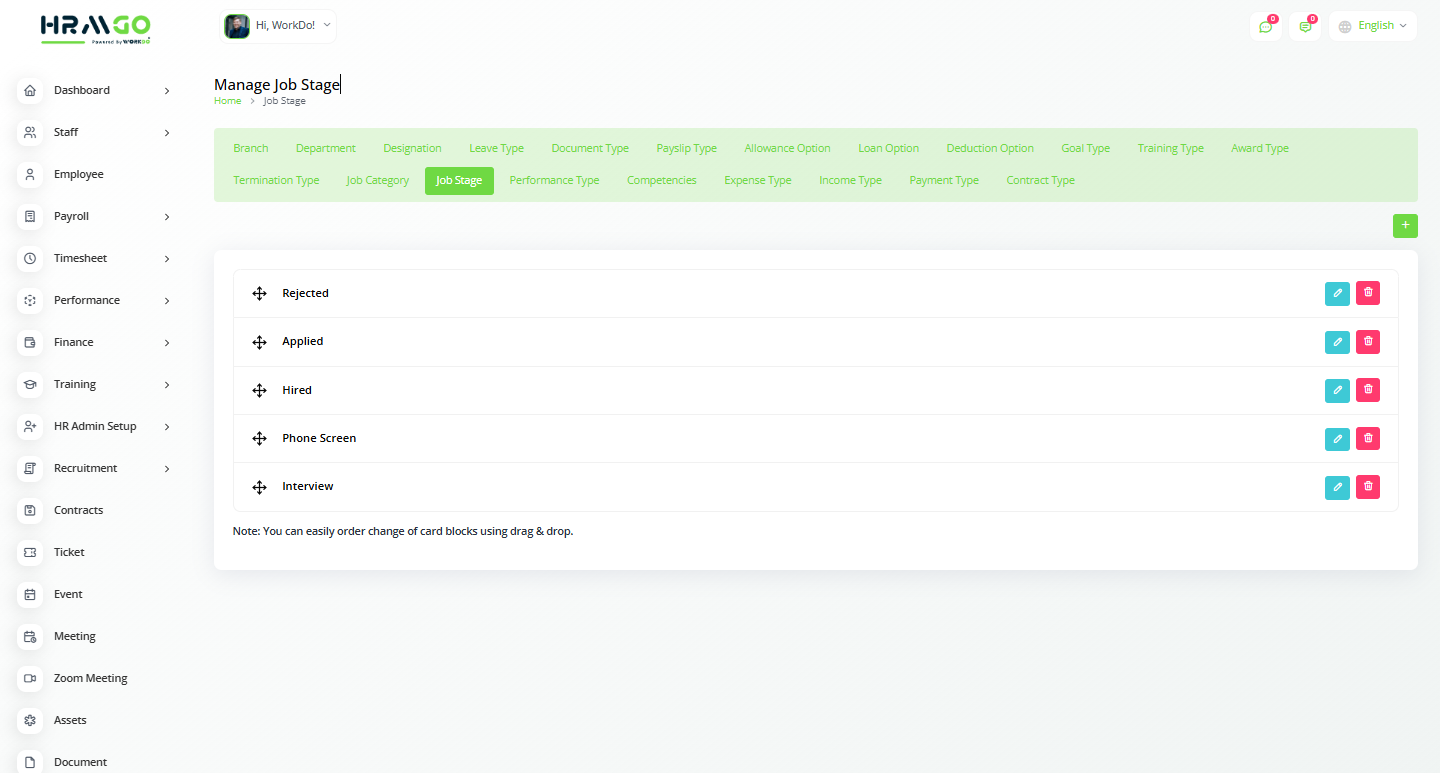 HRMGO
Powered by WORKDO
Hi, WorkDo!
0
0
English
Dashboard
Staff
Employee
Payroll
Timesheet
Performance
Finance
Training
HR Admin Setup
Recruitment
Contracts
Ticket
Event
Meeting
Zoom Meeting
Assets
Document
Manage Job Stage
Home > Job Stage
Branch Department Designation Leave Type Document Type Payslip Type Allowance Option Loan Option Deduction Option Goal Type Training Type Award Type
Termination Type Job Category Job Stage Performance Type Competencies Expense Type Income Type Payment Type Contract Type
+
Rejected
Applied
Hired
Phone Screen
Interview
Note: You can easily order change of card blocks using drag & drop.